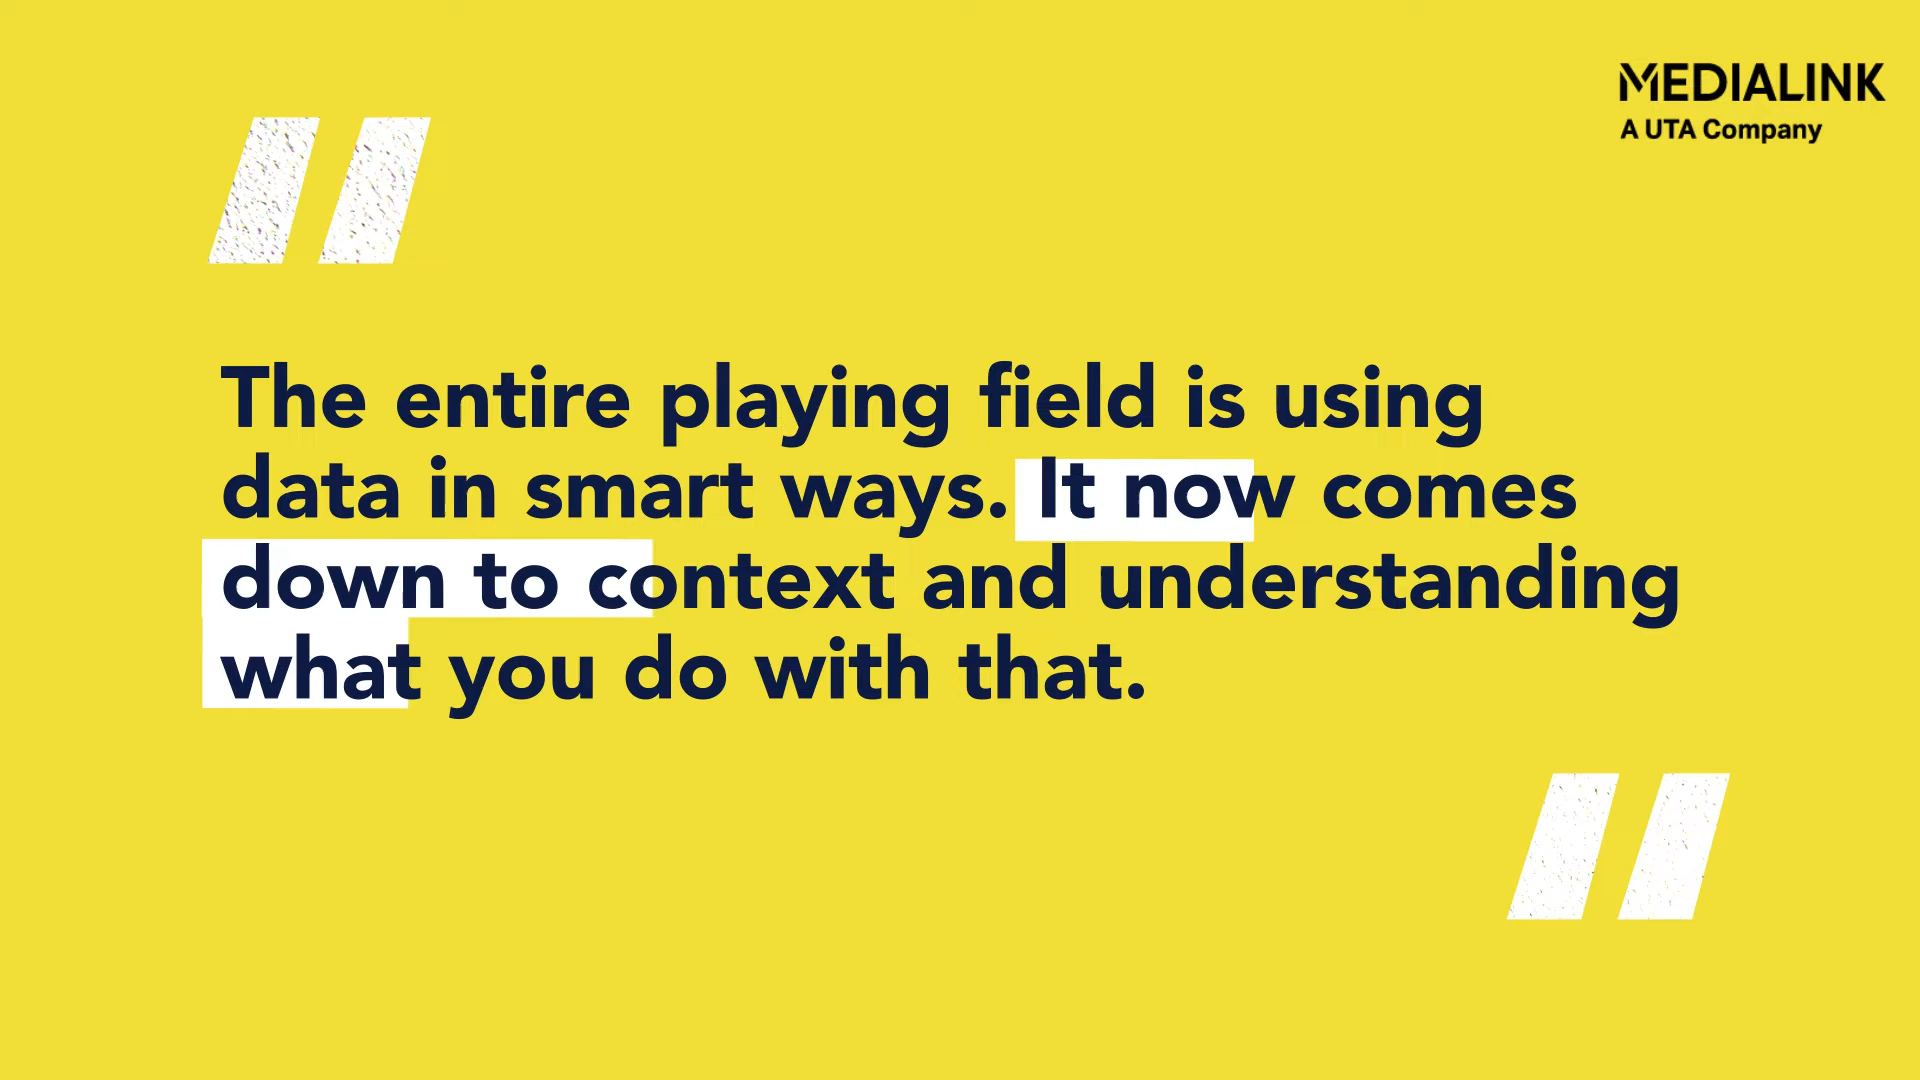 MEDIALINK
A UTA Company
The entire playing field is using
data in smart ways. It now comes
down to context and understanding
what you do with that.